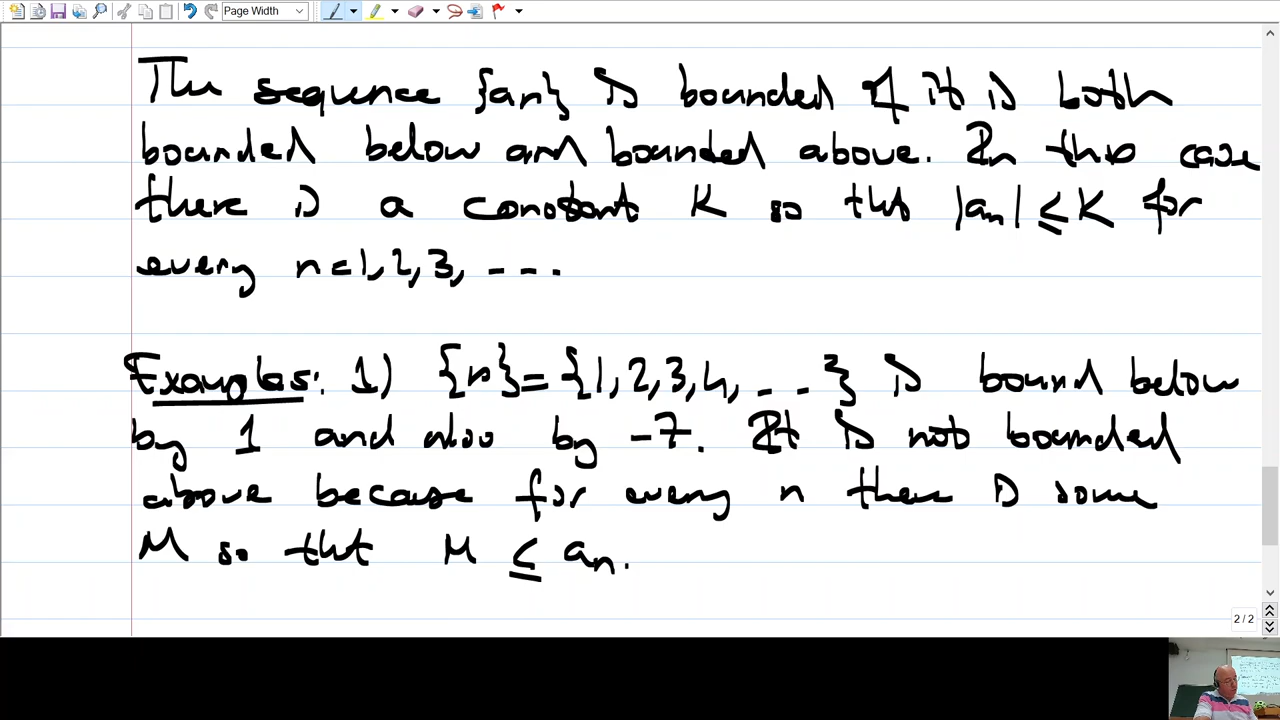 Page Width
The sequence {an} is bounded if it is both
bounded below and bounded above. In this case
there is a constant K so tht |an| ≤ K for
every n=1,2,3, ---.
Examples: 1) {n}={1,2,3,4, _ _ _} is bound below
by 1 and also by -7. It is not bounded
above because for every n there is some
M so tht M ≤ an.
2 / 2